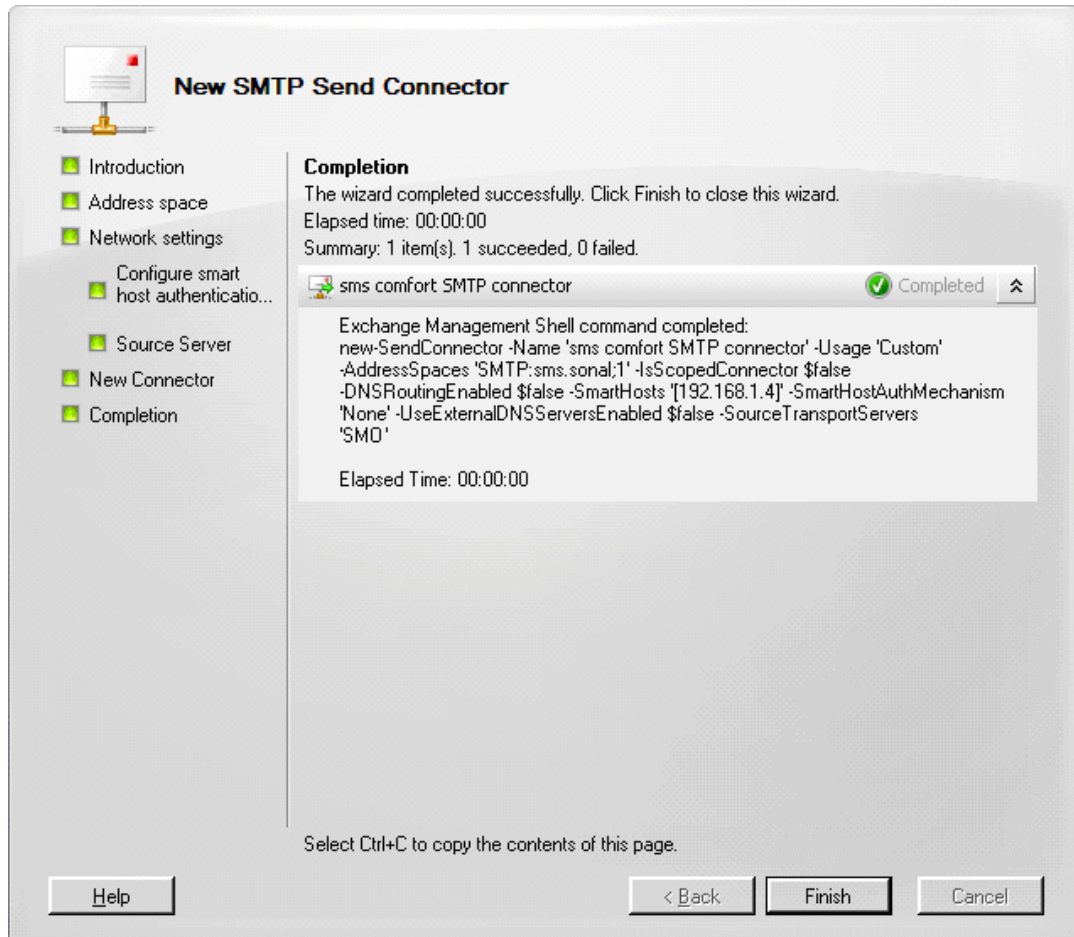 New SMTP Send Connector
Introduction
Address space
Network settings
Configure smart
host authenticatio...
Source Server
New Connector
Completion
Completion
The wizard completed successfully. Click Finish to close this wizard.
Elapsed time: 00:00:00
Summary: 1 item(s). 1 succeeded, 0 failed.
sms comfort SMTP connector
Completed
Exchange Management Shell command completed:
new-SendConnector -Name 'sms comfort SMTP connector' -Usage 'Custom'
-AddressSpaces 'SMTP:sms.sonal;1' -IsScopedConnector $false
-DNSRoutingEnabled $false -SmartHosts '[192.168.1.4]' -SmartHostAuthMechanism
'None' -UseExternalDNSServersEnabled $false -SourceTransportServers
'SMO'
Elapsed Time: 00:00:00
Select Ctrl+C to copy the contents of this page.
Help
< Back
Finish
Cancel